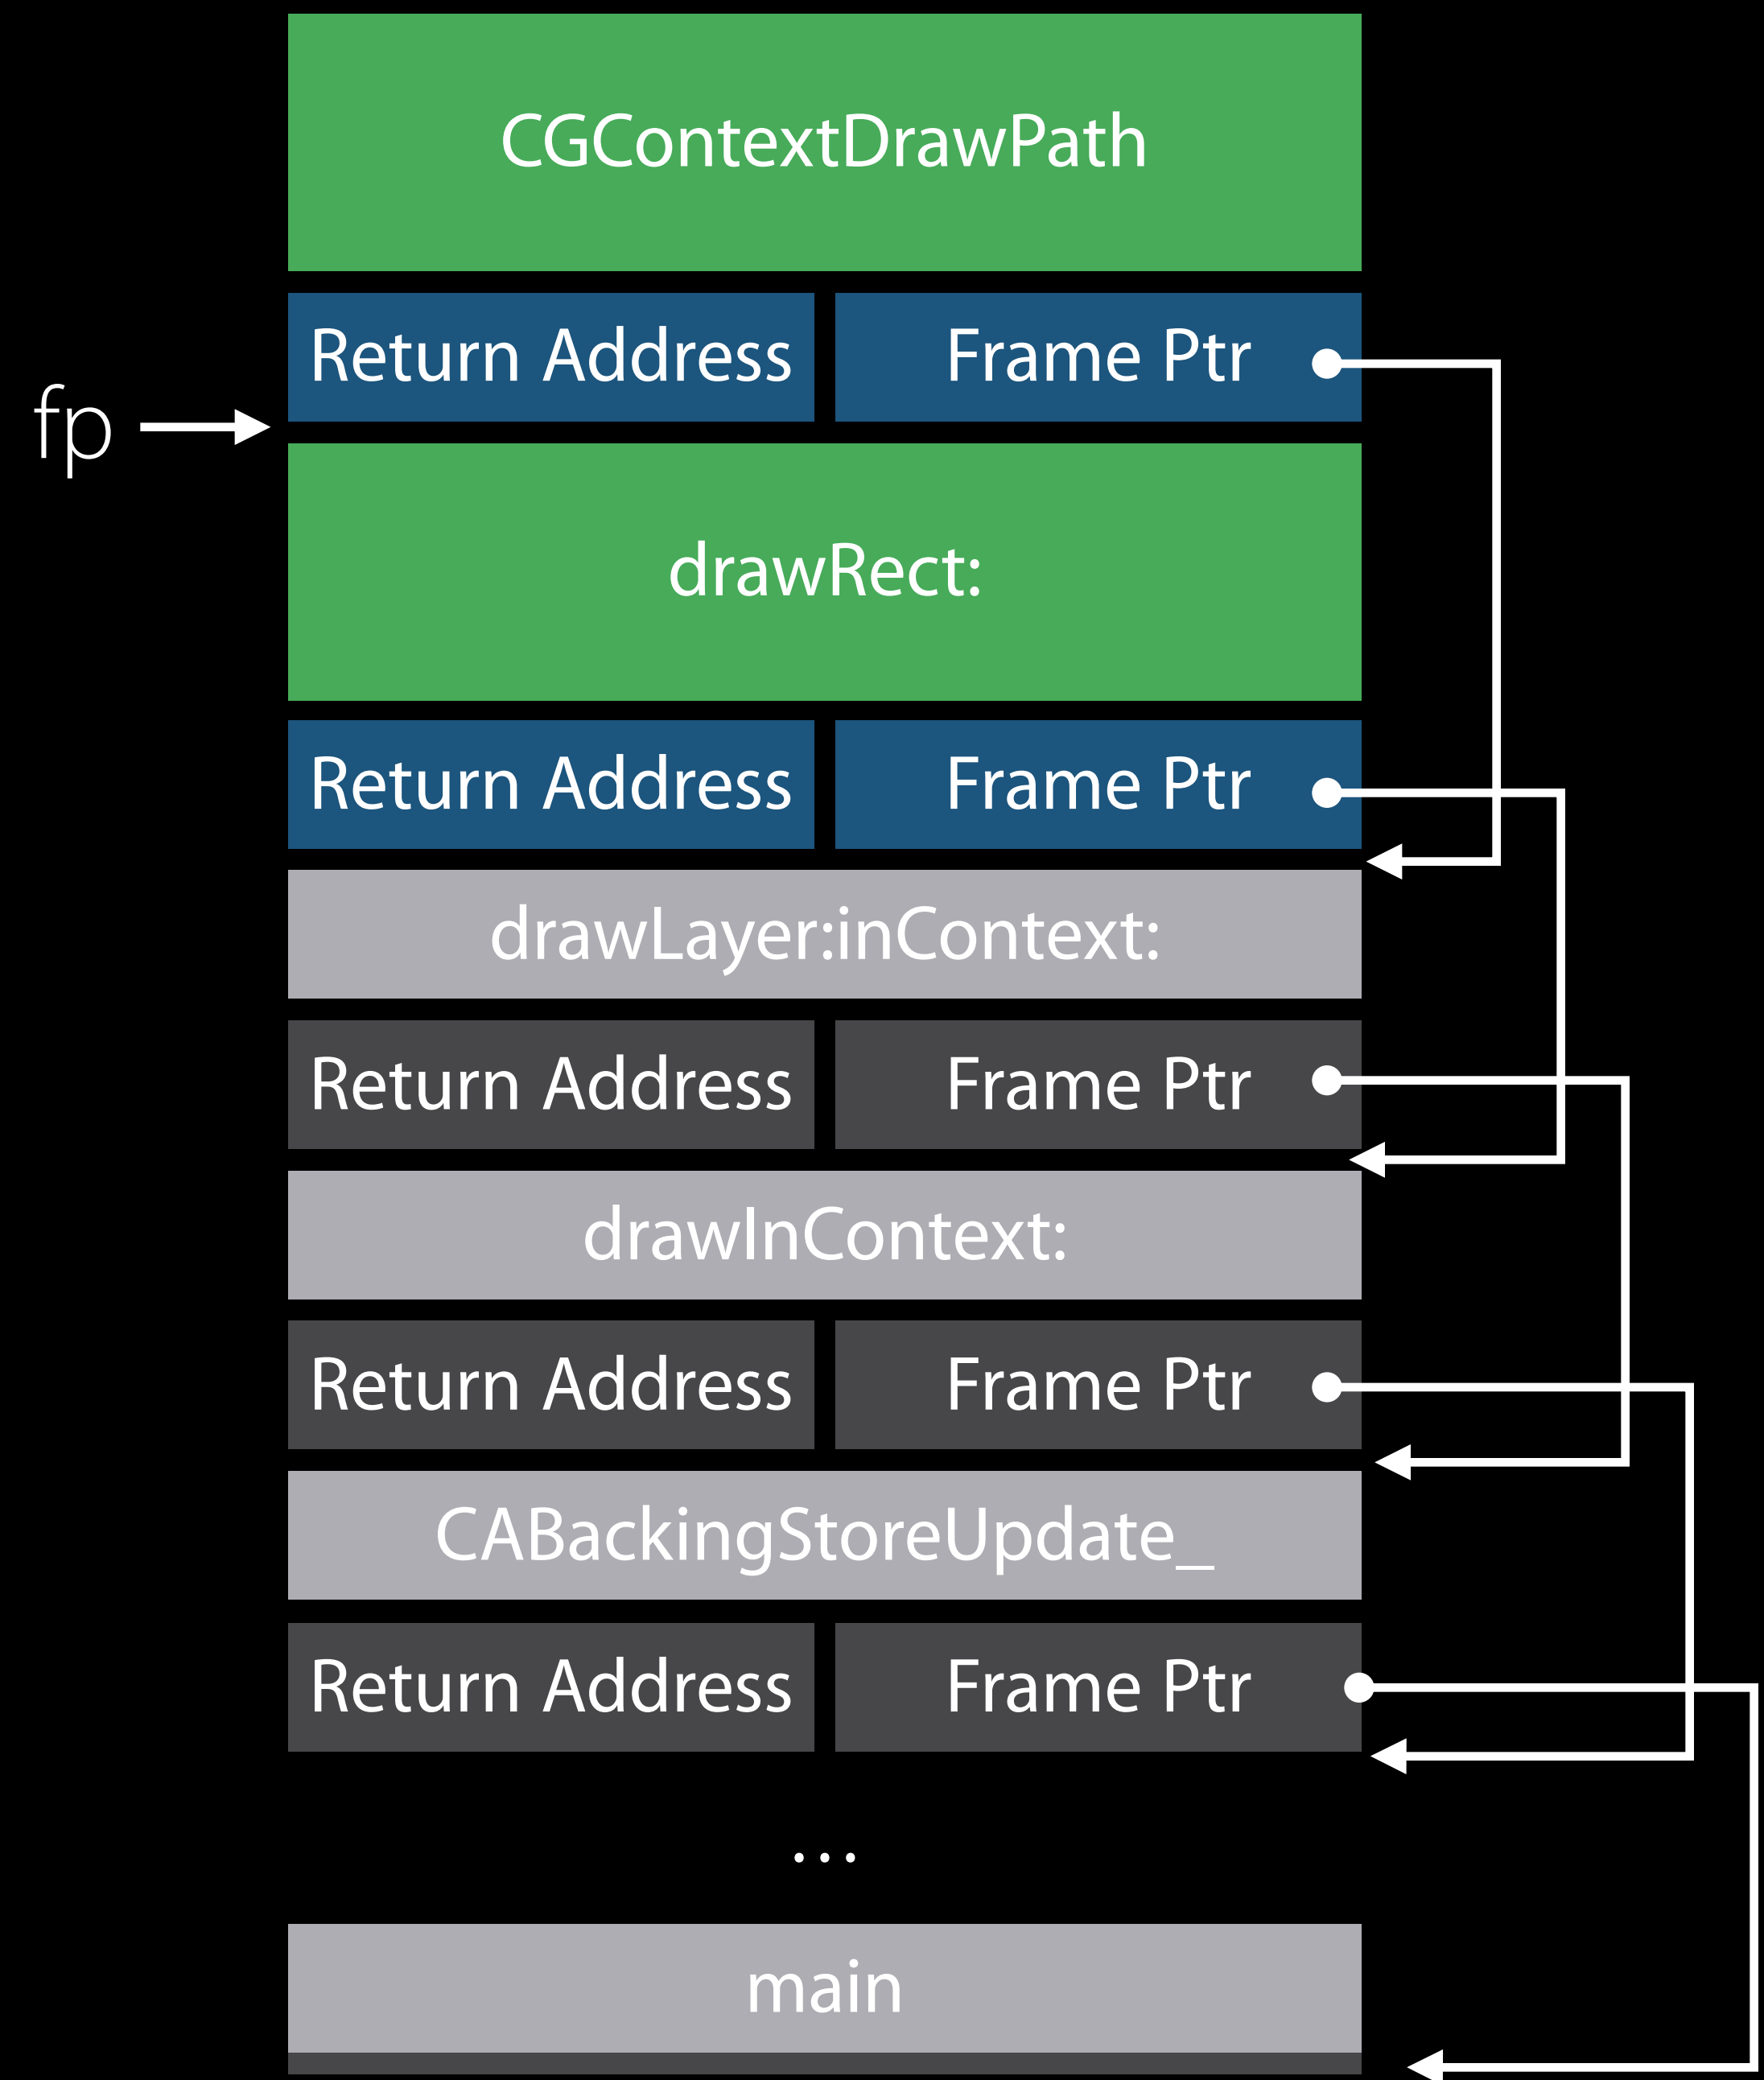 CGContextDrawPath
Return Address Frame Ptr
fp
drawRect:
Return Address Frame Ptr
drawLayer:inContext:
Return Address Frame Ptr
drawInContext:
Return Address Frame Ptr
CABackingStoreUpdate_
Return Address Frame Ptr
...
main